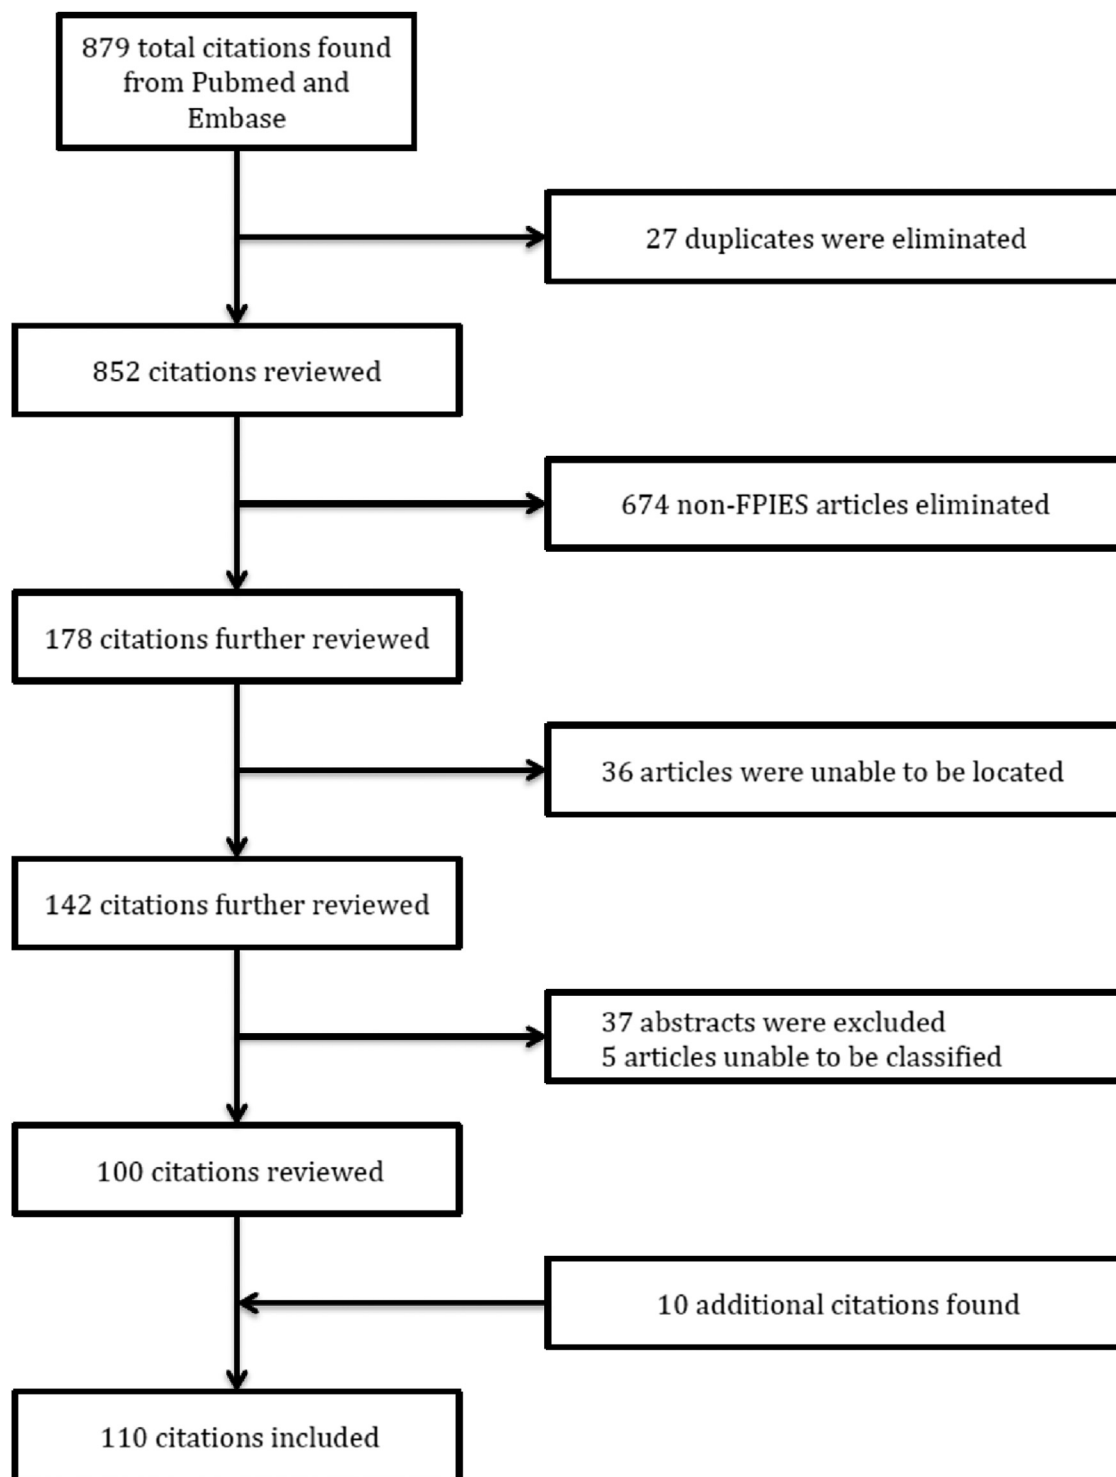 879 total citations found
from Pubmed and
Embase
27 duplicates were eliminated
852 citations reviewed
674 non-FPIES articles eliminated
178 citations further reviewed
36 articles were unable to be located
142 citations further reviewed
37 abstracts were excluded
5 articles unable to be classified
100 citations reviewed
10 additional citations found
110 citations included